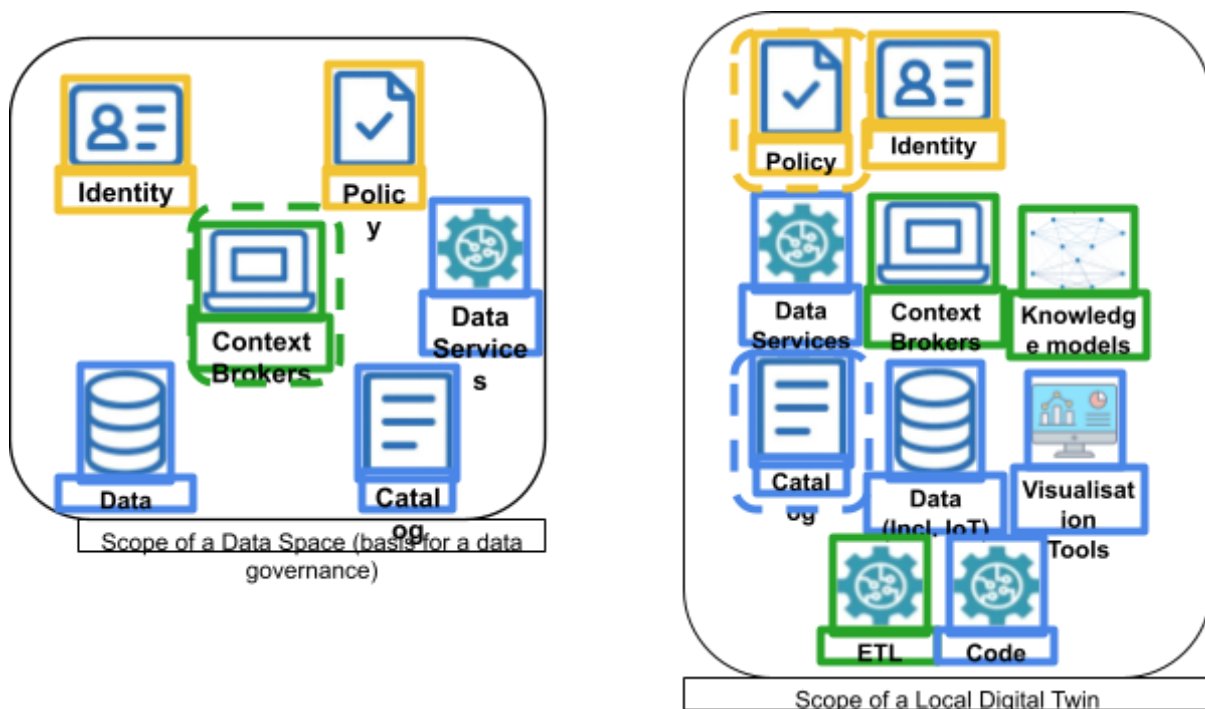 Identity
Polic
y
Context
Brokers
Data
Service
s
Data
Catal
og
Scope of a Data Space (basis for a data
governance)
Policy
Identity
Data
Services
Context
Brokers
Knowledg
e models
Catal
og
Data
(Incl. IoT)
Visualisat
ion
Tools
ETL
Code
Scope of a Local Digital Twin